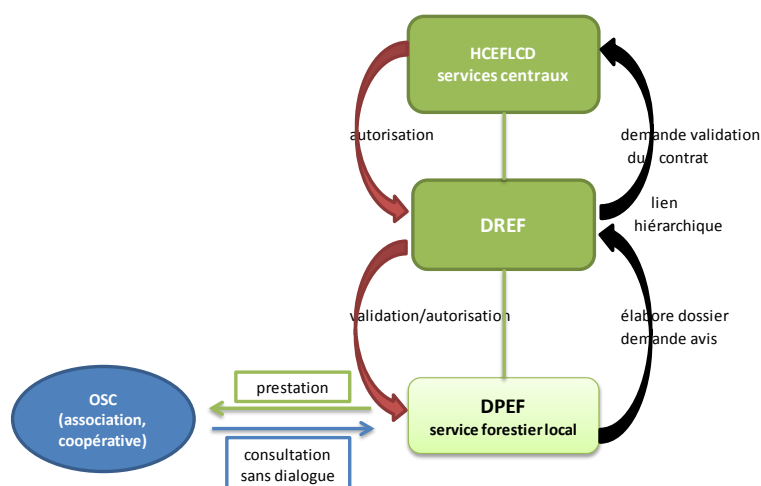 HCEFLCD
services centraux
autorisation
demande validation
du contrat
DREF
lien
hiérarchique
validation/autorisation
élabore dossier
demande avis
prestation
OSC
(association,
coopérative)
DPEF
service forestier local
consultation
sans dialogue